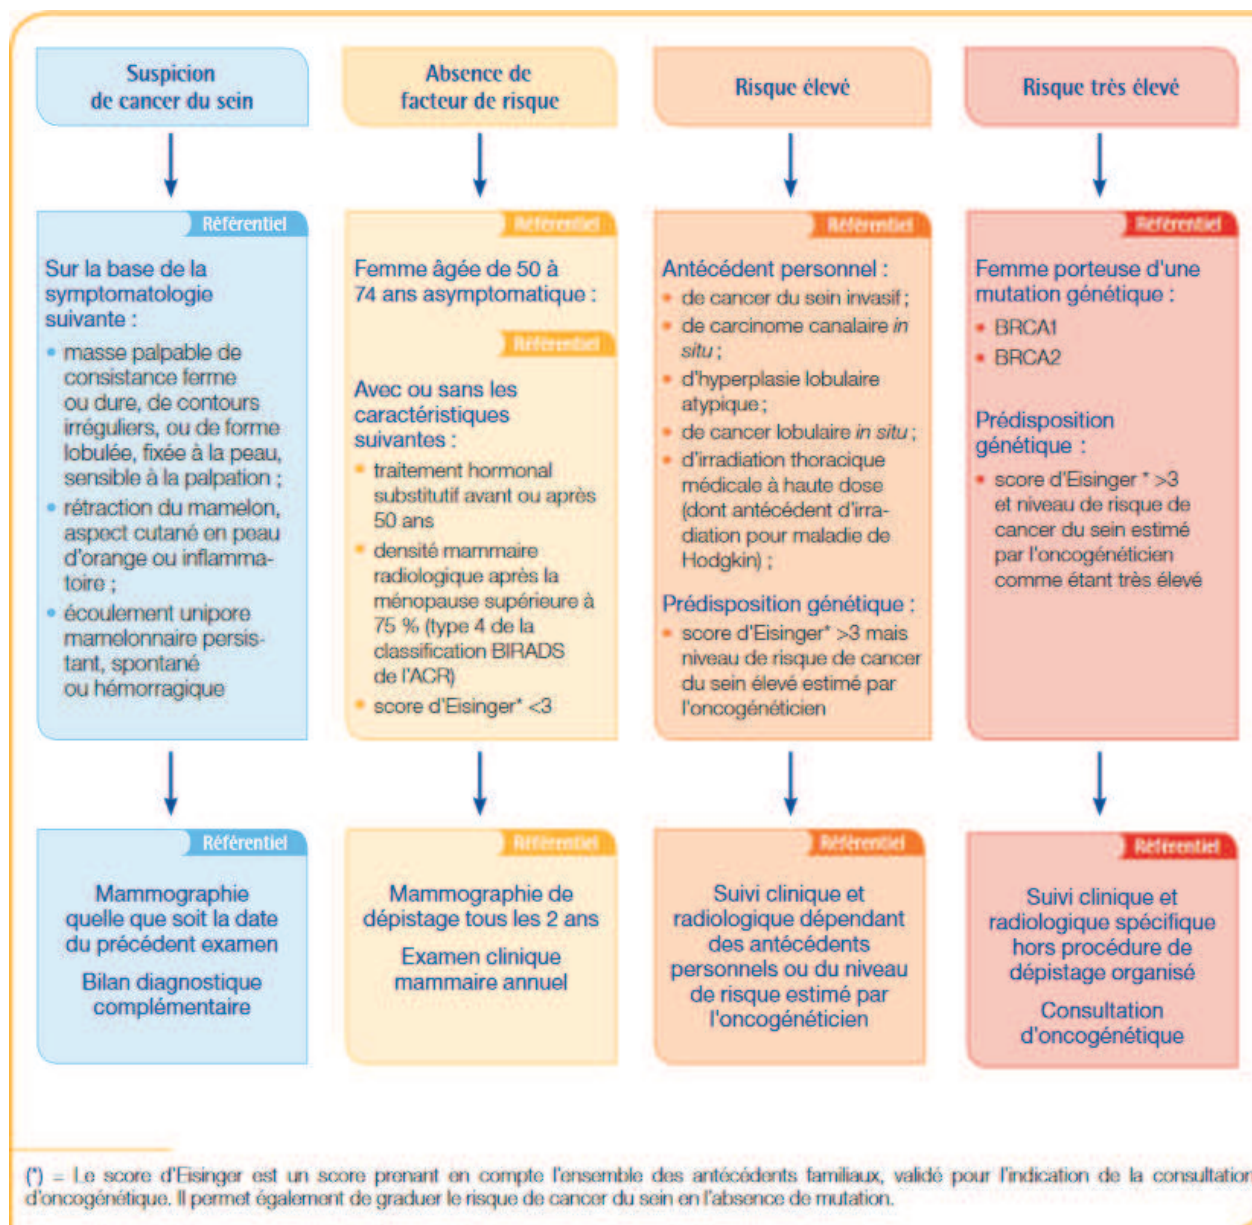 Suspicion
de cancer du sein
Absence de
facteur de risque
Risque élevé
Risque très élevé
Référentiel
Sur la base de la
symptomatologie
suivante :
• masse palpable de
consistance ferme
ou dure, de contours
irréguliers, ou de forme
lobulée, fixée à la peau,
sensible à la palpation ;
• rétraction du mamelon,
aspect cutané en peau
d'orange ou inflamma-
toire ;
• écoulement unipore
mamelonnaire persis-
tant, spontané
ou hémorragique
Référentiel
Femme âgée de 50 à
74 ans asymptomatique :
Référentiel
Avec ou sans les
caractéristiques
suivantes :
• traitement hormonal
substitutif avant ou après
50 ans
• densité mammaire
radiologique après la
ménopause supérieure à
75 % (type 4 de la
classification BIRADS
de l'ACR)
• score d'Eisinger* <3
Référentiel
Antécédent personnel :
• de cancer du sein invasif ;
• de carcinome canalaire in
situ ;
• d'hyperplasie lobulaire
atypique ;
• de cancer lobulaire in situ ;
• d'irradiation thoracique
médicale à haute dose
(dont antécédent d'irra-
diation pour maladie de
Hodgkin) ;
Prédisposition génétique :
• score d'Eisinger* >3 mais
niveau de risque de cancer
du sein élevé estimé par
l'oncogénéticien
Référentiel
Femme porteuse d'une
mutation génétique :
• BRCA1
• BRCA2
Prédisposition
génétique :
• score d'Eisinger * >3
et niveau de risque de
cancer du sein estimé
par l'oncogénéticien
comme étant très élevé
Référentiel
Mammographie
quelle que soit la date
du précédent examen
Bilan diagnostique
complémentaire
Référentiel
Mammographie de
dépistage tous les 2 ans
Examen clinique
mammaire annuel
Référentiel
Suivi clinique et
radiologique dépendant
des antécédents
personnels ou du niveau
de risque estimé par
l'oncogénéticien
Référentiel
Suivi clinique et
radiologique spécifique
hors procédure de
dépistage organisé
Consultation
d'oncogénétique
(*) = Le score d'Eisinger est un score prenant en compte l'ensemble des antécédents familiaux, validé pour l'indication de la consultation
d'oncogénétique. Il permet également de graduer le risque de cancer du sein en l'absence de mutation.